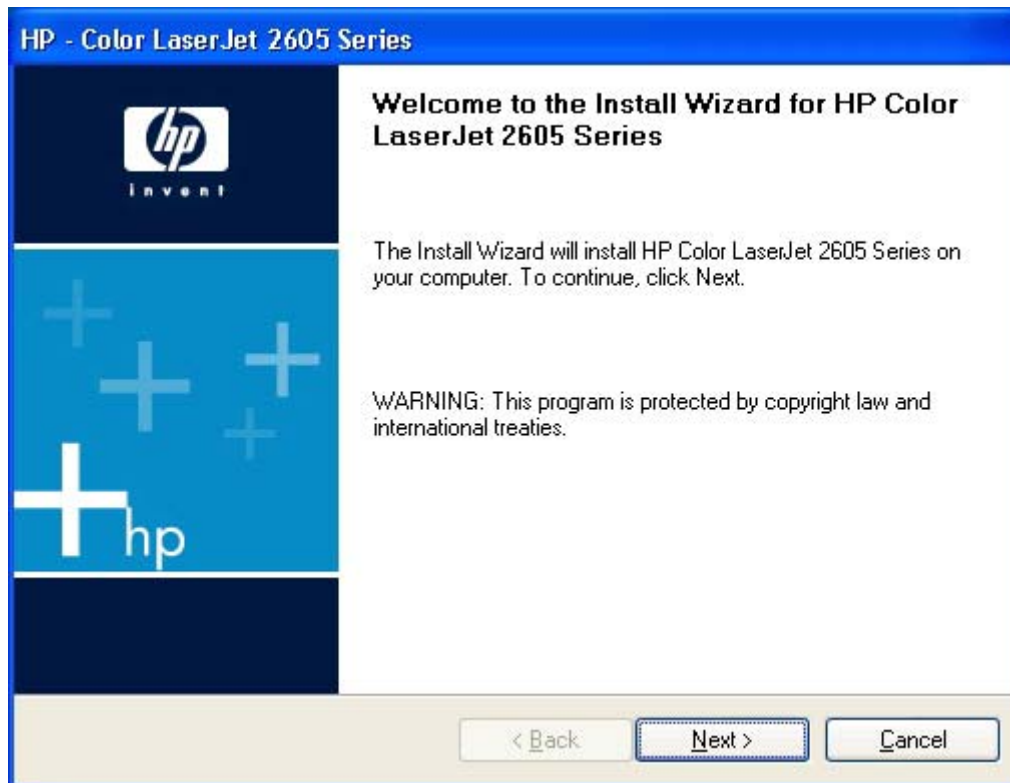 HP - Color LaserJet 2605 Series
hp
invent
Welcome to the Install Wizard for HP Color
LaserJet 2605 Series
The Install Wizard will install HP Color LaserJet 2605 Series on
your computer. To continue, click Next.
WARNING: This program is protected by copyright law and
international treaties.
hp
< Back
Next >
Cancel